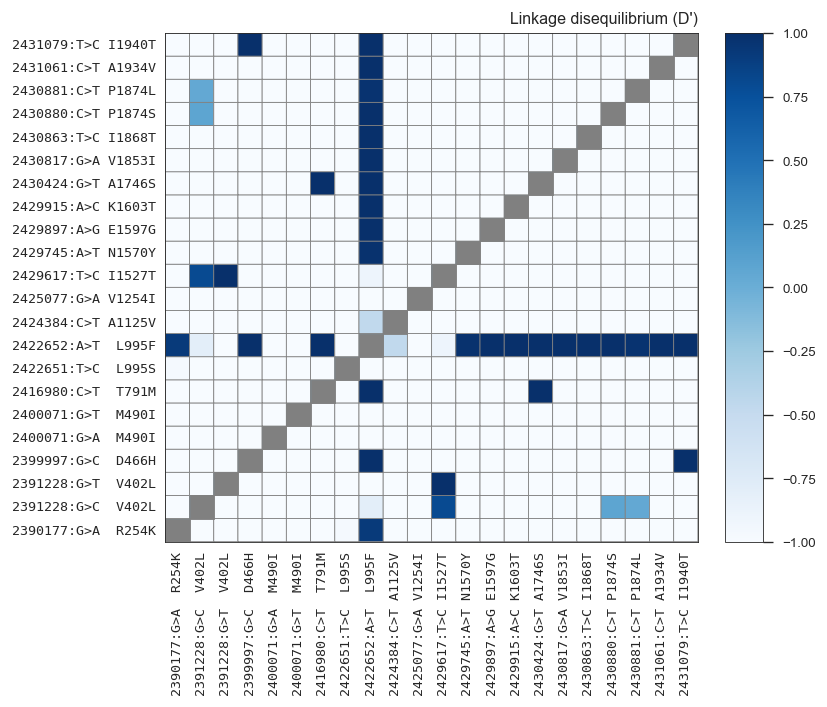 Linkage disequilibrium (D')
2431079:T>C I1940T
2431061:C>T A1934V
2430881:C>T P1874L
2430880:C>T P1874S
2430863:T>C I1868T
2430817:G>A V1853I
2430424:G>T A1746S
2429915:A>C K1603T
2429897:A>G E1597G
2429745:A>T N1570Y
2429617:T>C I1527T
2425077:G>A V1254I
2424384:C>T A1125V
2422652:A>T  L995F
2422651:T>C  L995S
2416980:C>T  T791M
2400071:G>T  M490I
2400071:G>A  M490I
2399997:G>C  D466H
2391228:G>T  V402L
2391228:G>C  V402L
2390177:G>A  R254K
2390177:G>A  R254K
2391228:G>C  V402L
2391228:G>T  V402L
2399997:G>C  D466H
2400071:G>A  M490I
2400071:G>T  M490I
2416980:C>T  T791M
2422651:T>C  L995S
2422652:A>T  L995F
2424384:C>T A1125V
2425077:G>A V1254I
2429617:T>C I1527T
2429745:A>T N1570Y
2429897:A>G E1597G
2429915:A>C K1603T
2430424:G>T A1746S
2430817:G>A V1853I
2430863:T>C I1868T
2430880:C>T P1874S
2430881:C>T P1874L
2431061:C>T A1934V
2431079:T>C I1940T
1.00
0.75
0.50
0.25
0.00
−0.25
−0.50
−0.75
−1.00